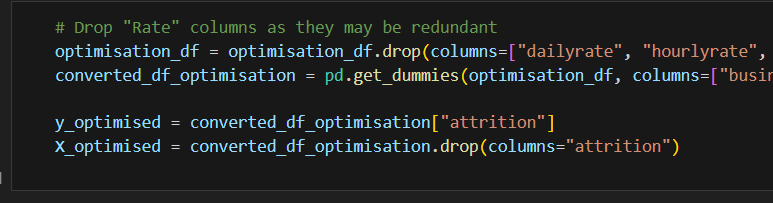 # Drop "Rate" columns as they may be redundant
optimisation_df = optimisation_df.drop(columns=["dailyrate", "hourlyrate",
converted_df_optimisation = pd.get_dummies(optimisation_df, columns=["busin
y_optimised = converted_df_optimisation["attrition"]
X_optimised = converted_df_optimisation.drop(columns="attrition")